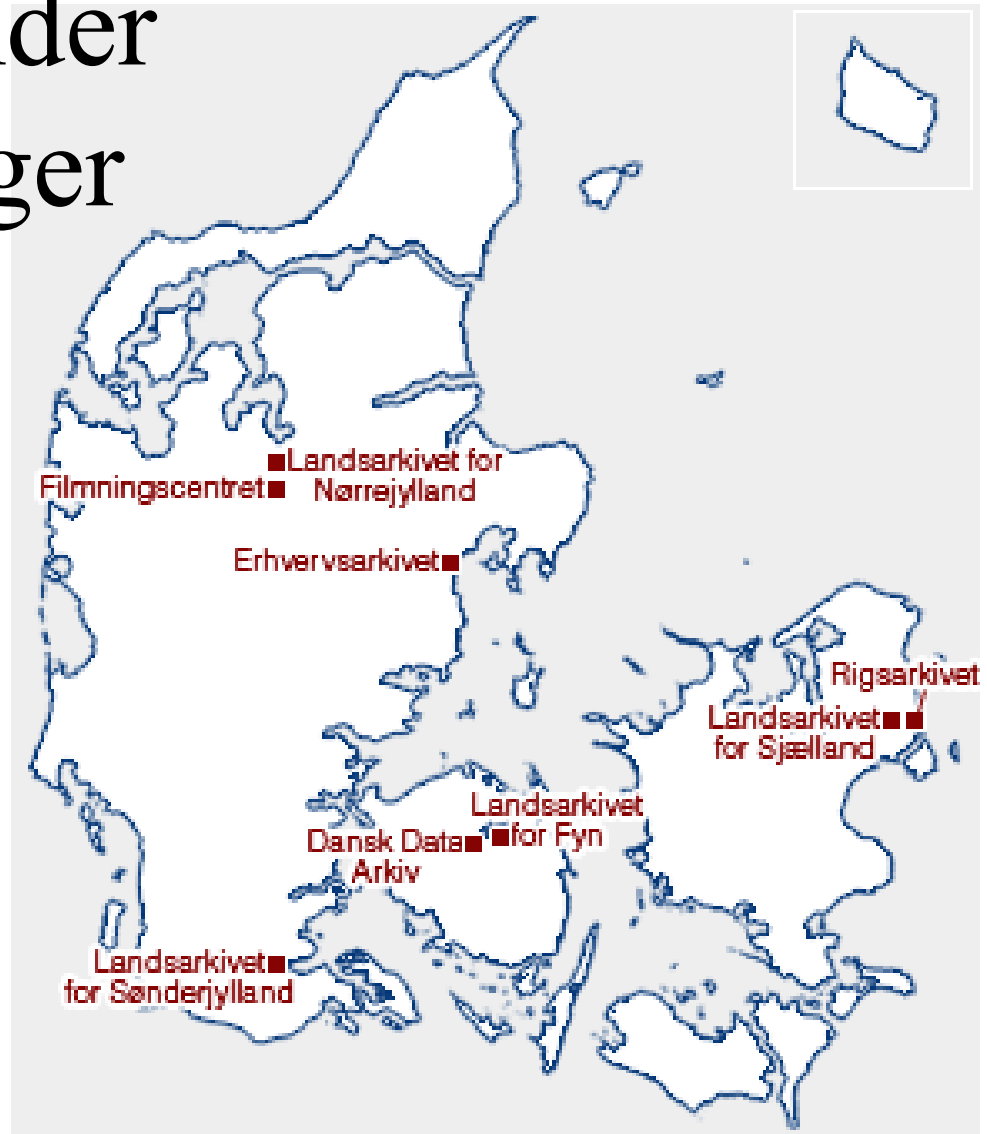 der
ger
Landsarkivet for
Nørrejylland
Filmningscentret
Erhvervsarkivet
Rigsarkivet
Landsarkivet
for Sjælland
Landsarkivet
for Fyn
Dansk Data
Arkiv
Landsarkivet
for Sønderjylland